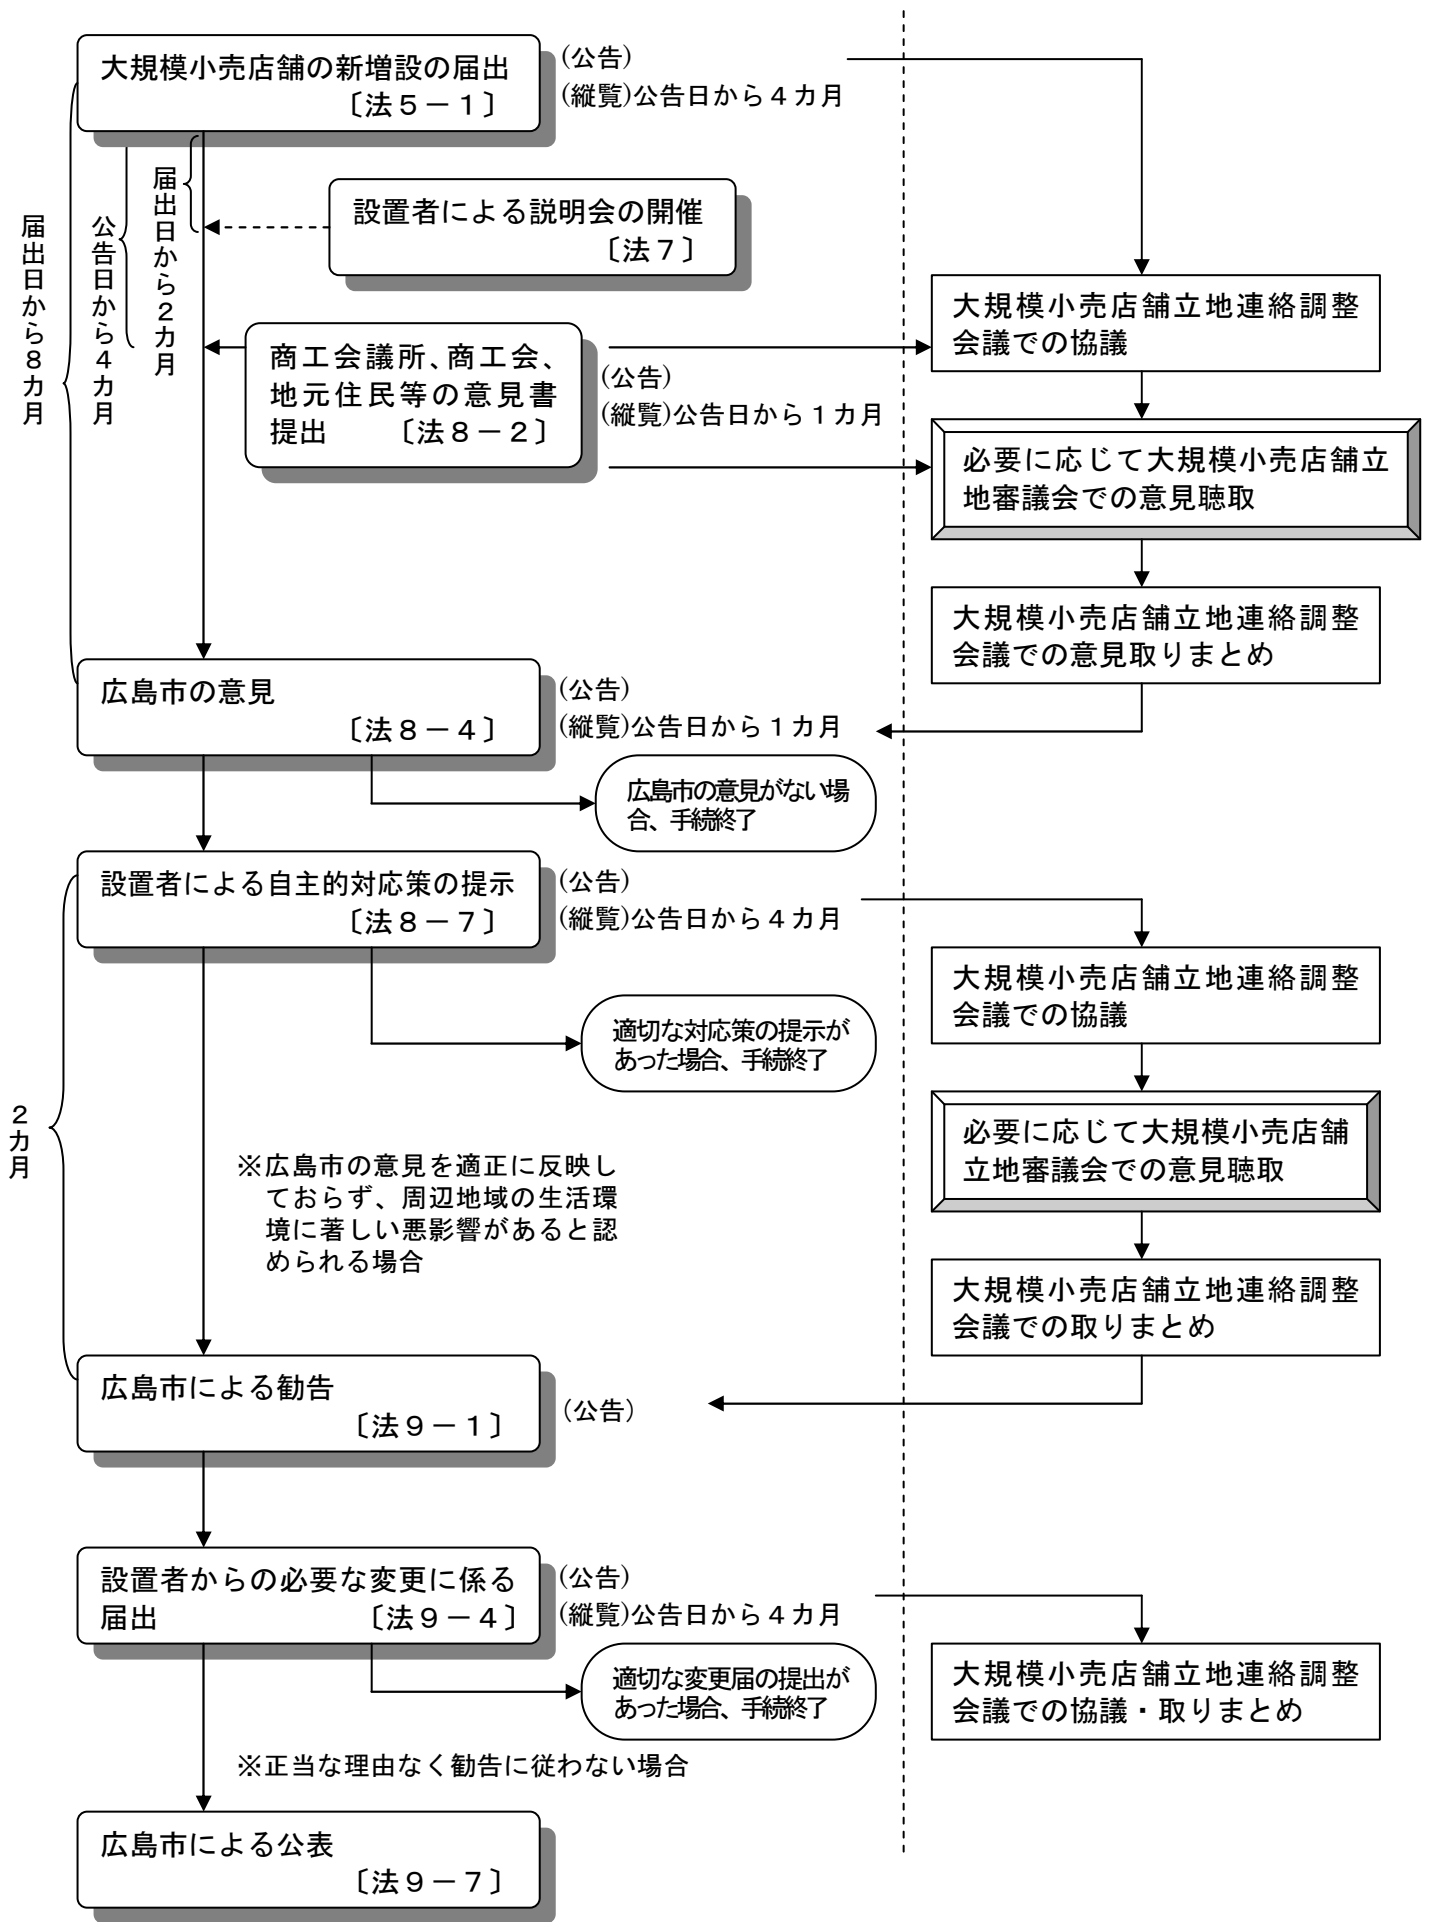 大規模小売店舗の新増設の届出
〔法５－１〕
(公告)
(縦覧)公告日から４カ月
届出日から２カ月
公告日から４カ月
届出日から８カ月
設置者による説明会の開催
〔法７〕
商工会議所、商工会、
地元住民等の意見書
提出　〔法８－２〕
(公告)
(縦覧)公告日から１カ月
大規模小売店舗立地連絡調整
会議での協議
必要に応じて大規模小売店舗立
地審議会での意見聴取
大規模小売店舗立地連絡調整
会議での意見取りまとめ
広島市の意見
〔法８－４〕
(公告)
(縦覧)公告日から１カ月
広島市の意見がない場
合、手続終了
設置者による自主的対応策の提示
〔法８－７〕
(公告)
(縦覧)公告日から４カ月
適切な対応策の提示が
あった場合、手続終了
２カ月
※広島市の意見を適正に反映し
ておらず、周辺地域の生活環
境に著しい悪影響があると認
められる場合
大規模小売店舗立地連絡調整
会議での協議
必要に応じて大規模小売店舗
立地審議会での意見聴取
大規模小売店舗立地連絡調整
会議での取りまとめ
広島市による勧告
〔法９－１〕
（公告）
設置者からの必要な変更に係る
届出　〔法９－４〕
(公告)
(縦覧)公告日から４カ月
適切な変更届の提出が
あった場合、手続終了
大規模小売店舗立地連絡調整
会議での協議・取りまとめ
※正当な理由なく勧告に従わない場合
広島市による公表
〔法９－７〕